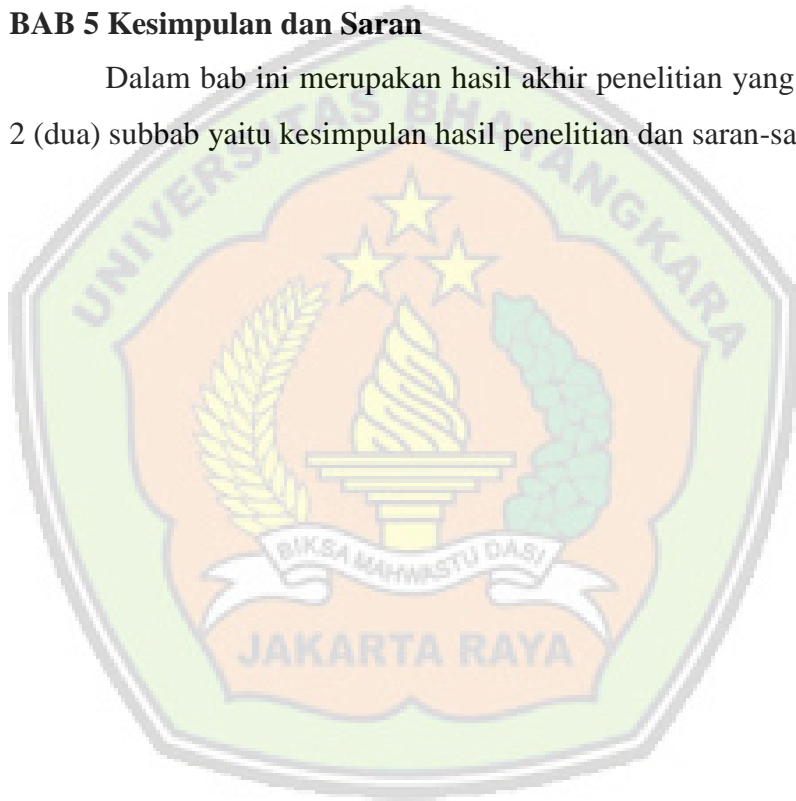 BAB 5 Kesimpulan dan Saran
Dalam bab ini merupakan hasil akhir penelitian yang
2 (dua) subbab yaitu kesimpulan hasil penelitian dan saran-sa
UNIVERSITAS BHAYANGKARA
BIKSA MAHWASTU DASI
JAKARTA RAYA